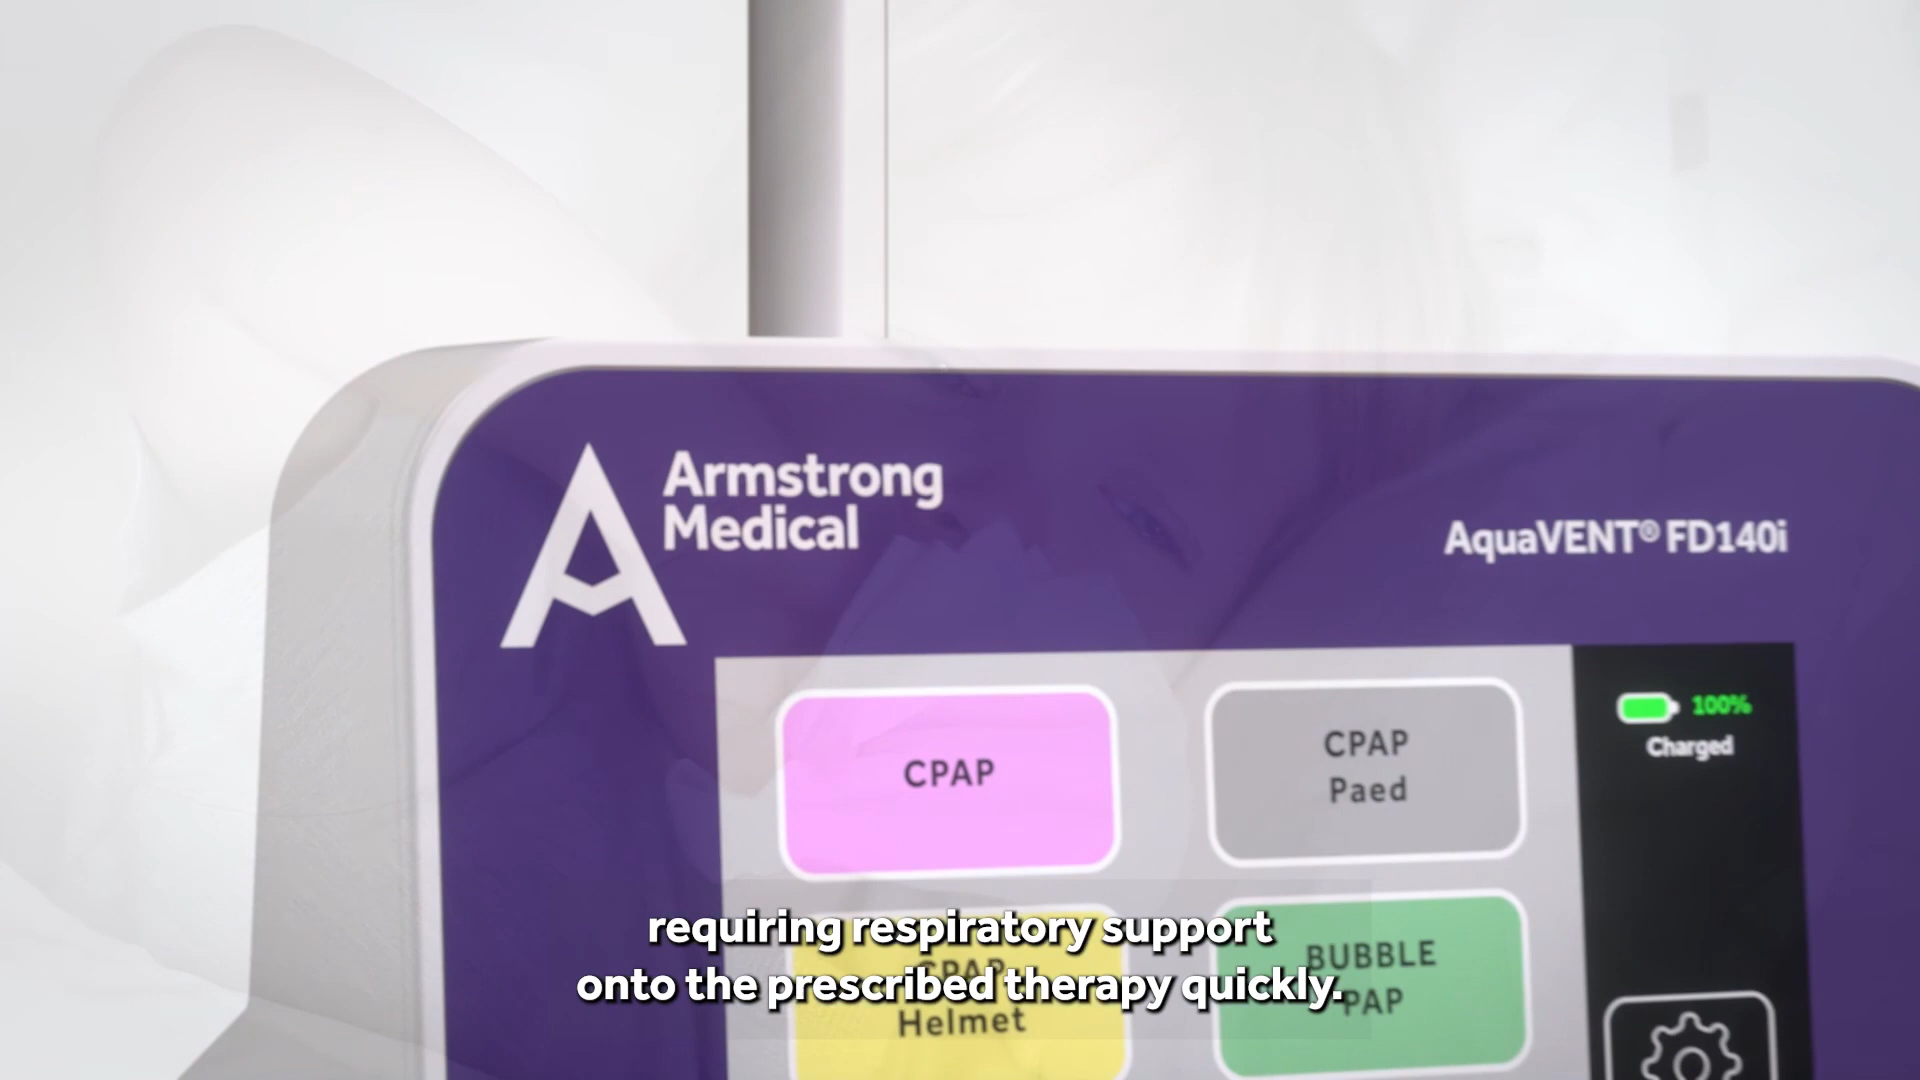 Armstrong
Medical
AquaVENT® FD140i
CPAP
CPAP
Paed
100%
Charged
CPAP
Helmet
BUBBLE
PAP
requiring respiratory support
onto the prescribed therapy quickly.